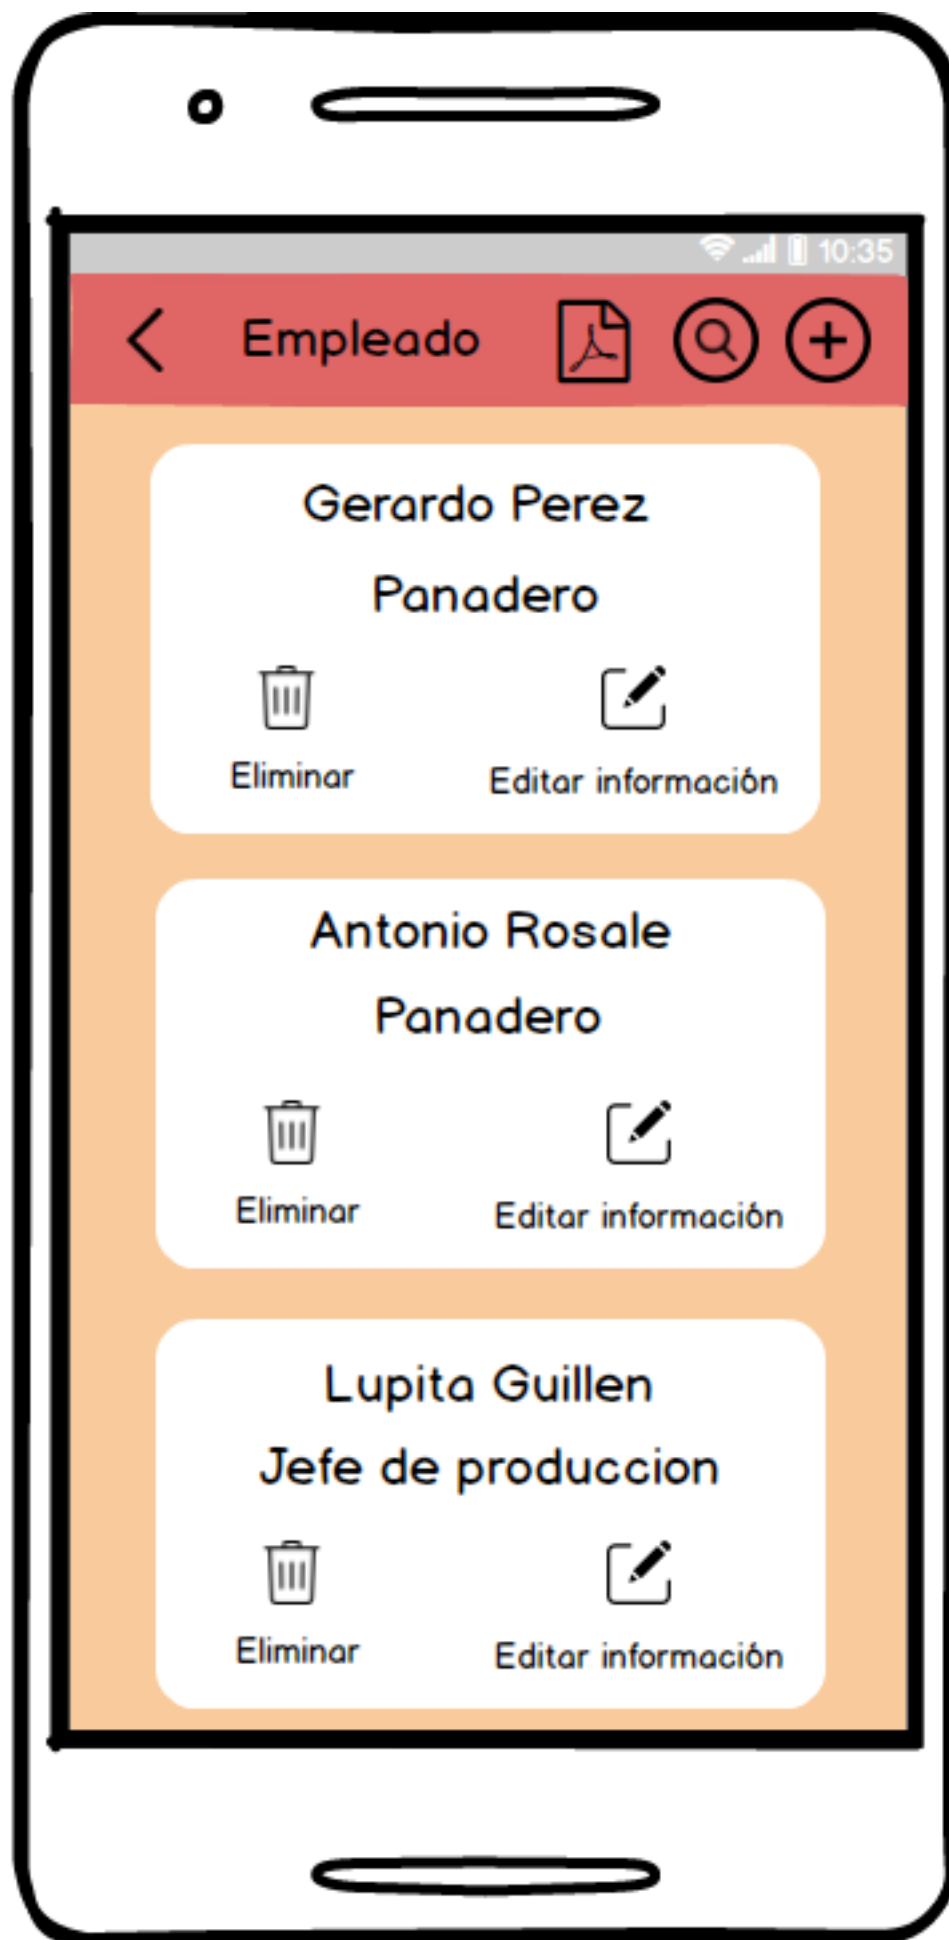 10:35
Empleado
Gerardo Perez
Panadero
Eliminar
Editar información
Antonio Rosale
Panadero
Eliminar
Editar información
Lupita Guillen
Jefe de produccion
Eliminar
Editar información